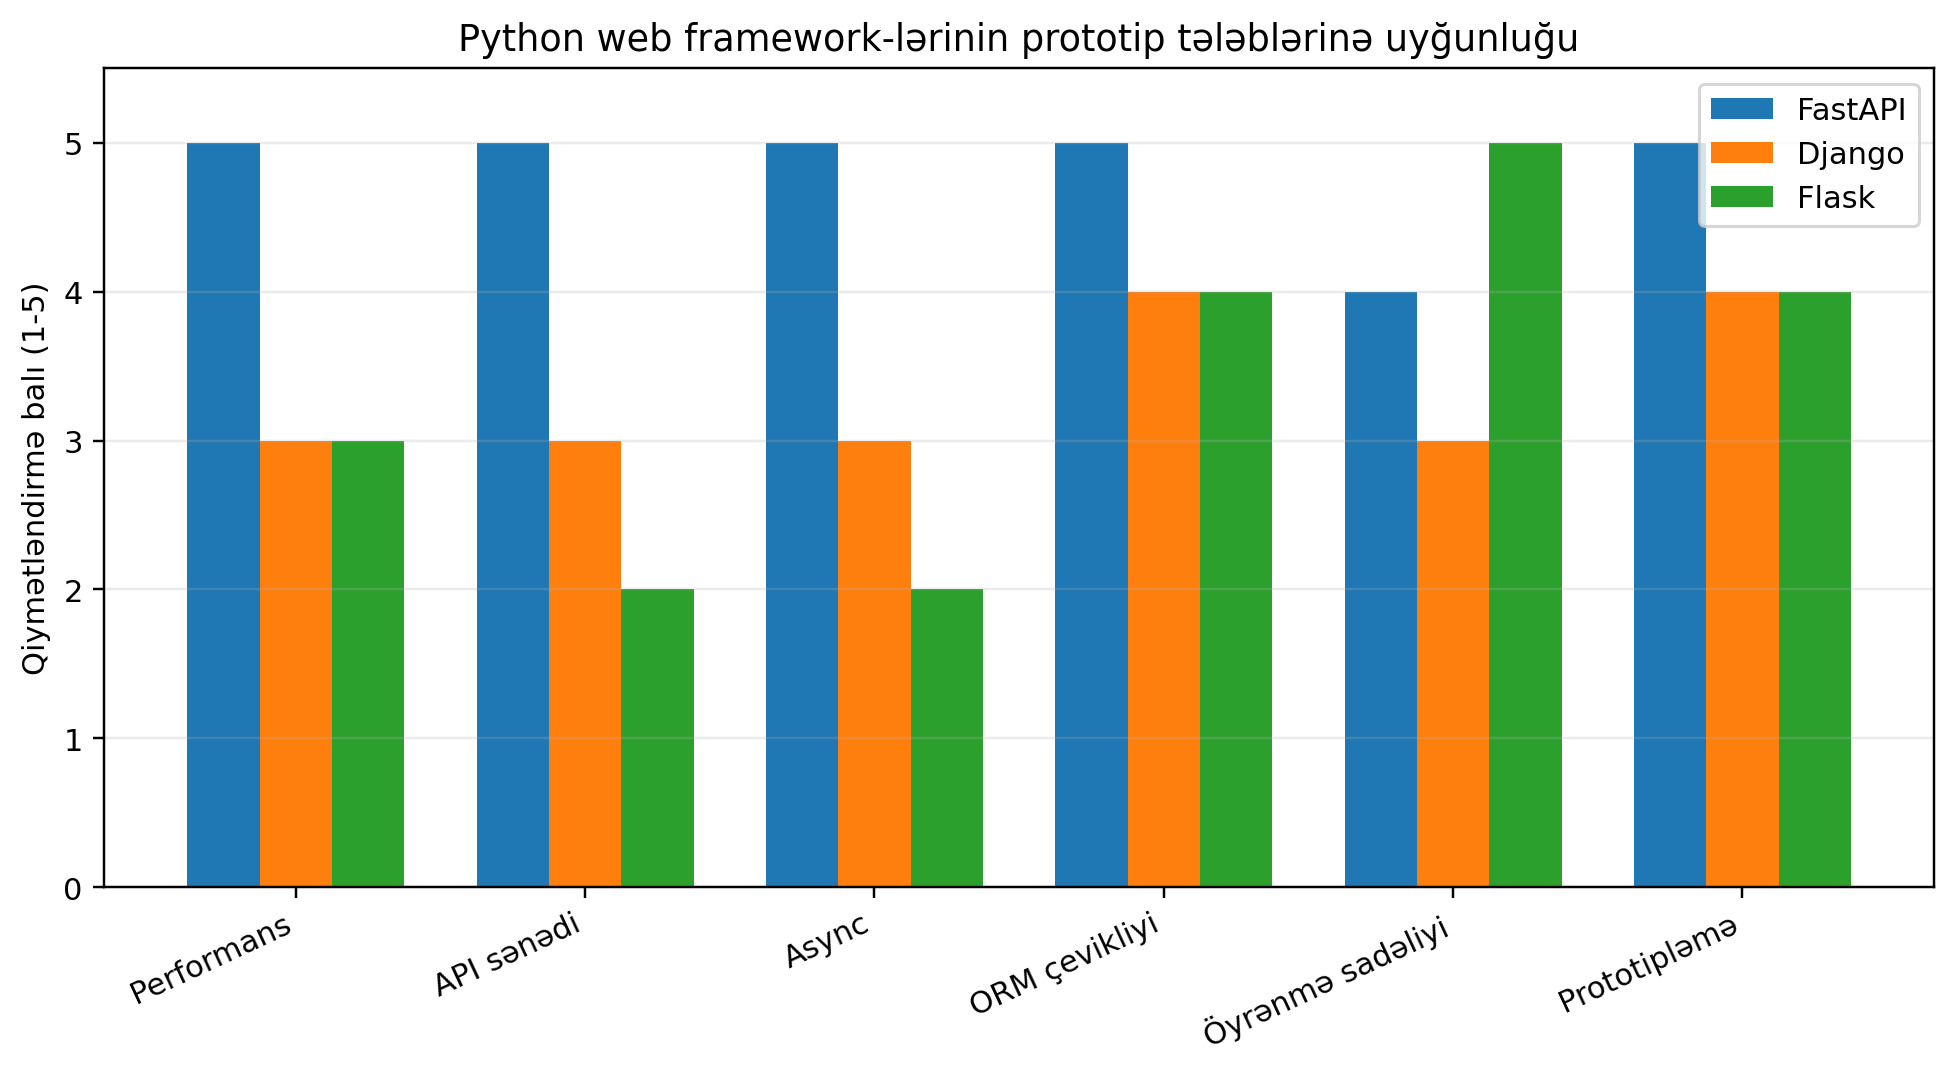 Python web framework-lərinin prototip tələblərinə uyğunluğu
FastAPI
Django
Flask
Qiymətləndirmə balı (1-5)
5
4
3
2
1
0
Performans
API sənədi
Async
ORM çevikliyi
Öyrənmə sadəliyi
Prototipləmə